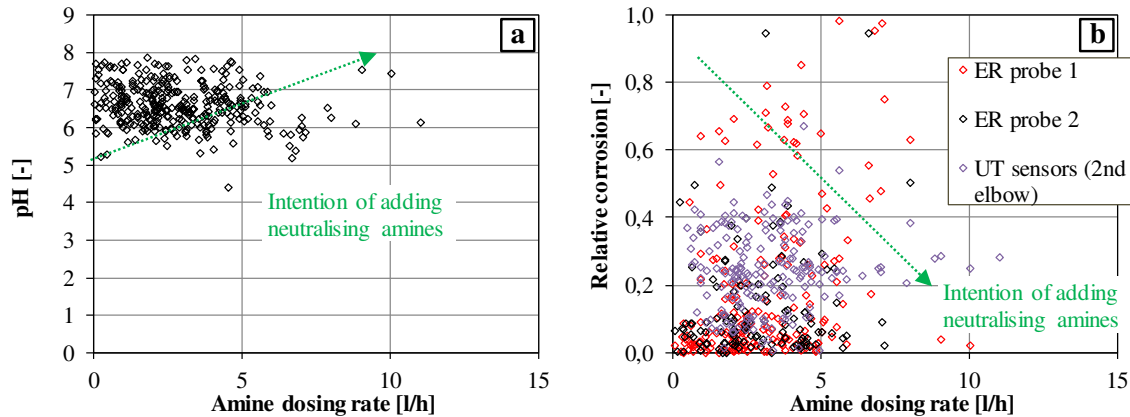 a
9
8
7
6
5
4
3
2
1
0
pH [-]
Intention of adding
neutralising amines
0
5
10
15
Amine dosing rate [l/h]
b
1,0
0,8
0,6
0,4
0,2
0,0
Relative corrosion [-]
ER probe 1
ER probe 2
UT sensors (2nd
elbow)
Intention of adding
neutralising amines
0
5
10
15
Amine dosing rate [l/h]